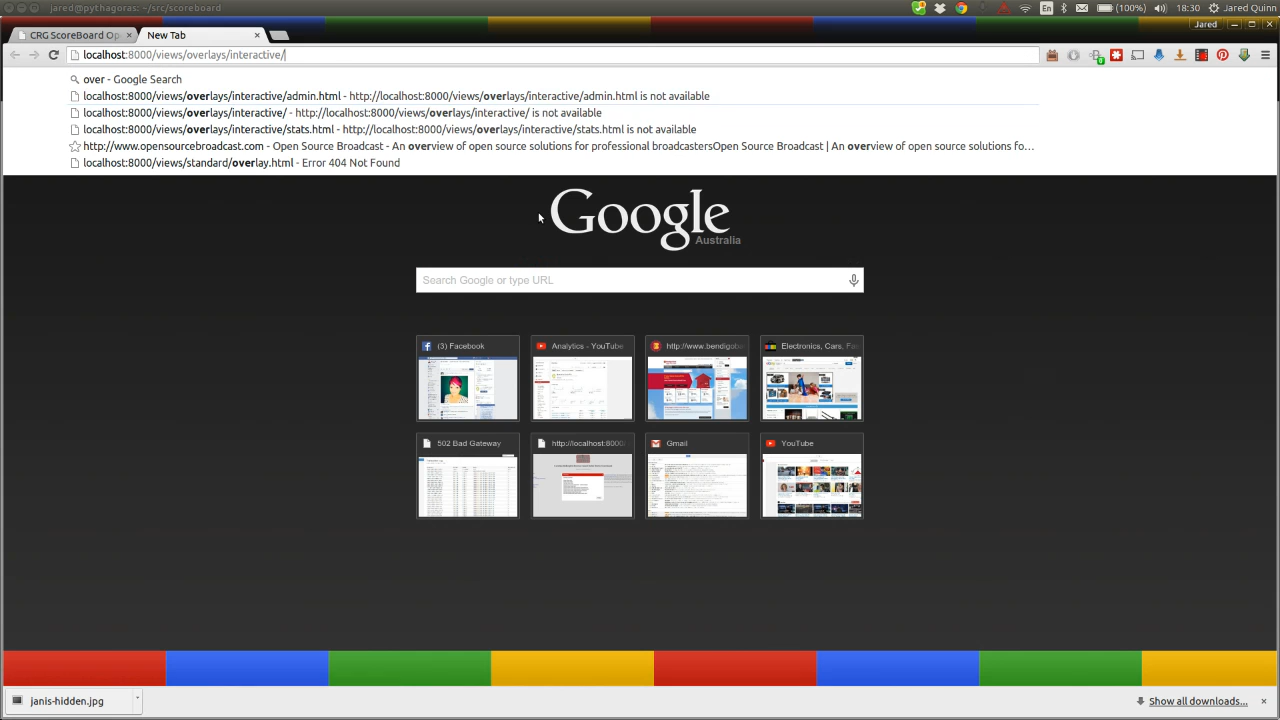 jared@pythagoras: ~/src/scoreboard
En
(100%)
18:30
Jared Quinn
CRG ScoreBoard Op
New Tab
Jared
localhost:8000/views/overlays/interactive/
over - Google Search
localhost:8000/views/overlays/interactive/admin.html - http://localhost:8000/views/overlays/interactive/admin.html is not available
localhost:8000/views/overlays/interactive/ - http://localhost:8000/views/overlays/interactive/ is not available
localhost:8000/views/overlays/interactive/stats.html - http://localhost:8000/views/overlays/interactive/stats.html is not available
http://www.opensourcebroadcast.com - Open Source Broadcast - An overview of open source solutions for professional broadcastersOpen Source Broadcast | An overview of open source solutions fo...
localhost:8000/views/standard/overlay.html - Error 404 Not Found
Google
Australia
Search Google or type URL
(3) Facebook
Analytics - YouTube
http://www.bendigoba
Electronics, Cars, Fa
502 Bad Gateway
http://localhost:8000/
Gmail
YouTube
janis-hidden.jpg
Show all downloads...